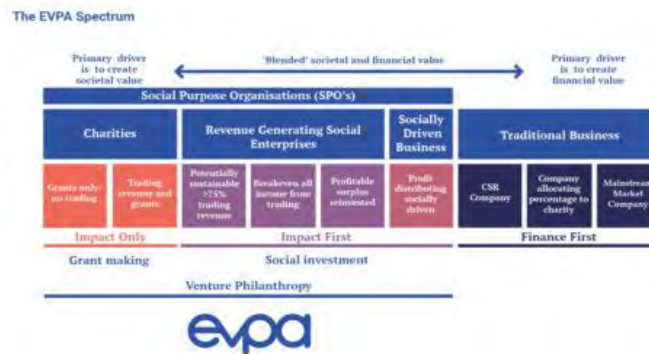 The EVPA Spectrum
Primary driver
is to create
societal value
'Blended' societal and financial value
Primary driver
is to create
financial value
Social Purpose Organisations (SPO's)
Charities
Revenue Generating Social
Enterprises
Socially
Driven
Business
Traditional Business
Grants only:
no trading
Trading
revenue and
grants
Potentially
sustainable
>75%
trading
revenue
Breakeven all
income from
trading
Profitable
surplus
reinvested
Profit
distributing
socially
driven
CSR
Company
Company
allocating
percentage to
charity
Mainstream
Market
Company
Impact Only
Impact First
Finance First
Grant making
Social investment
Venture Philanthropy
evpa